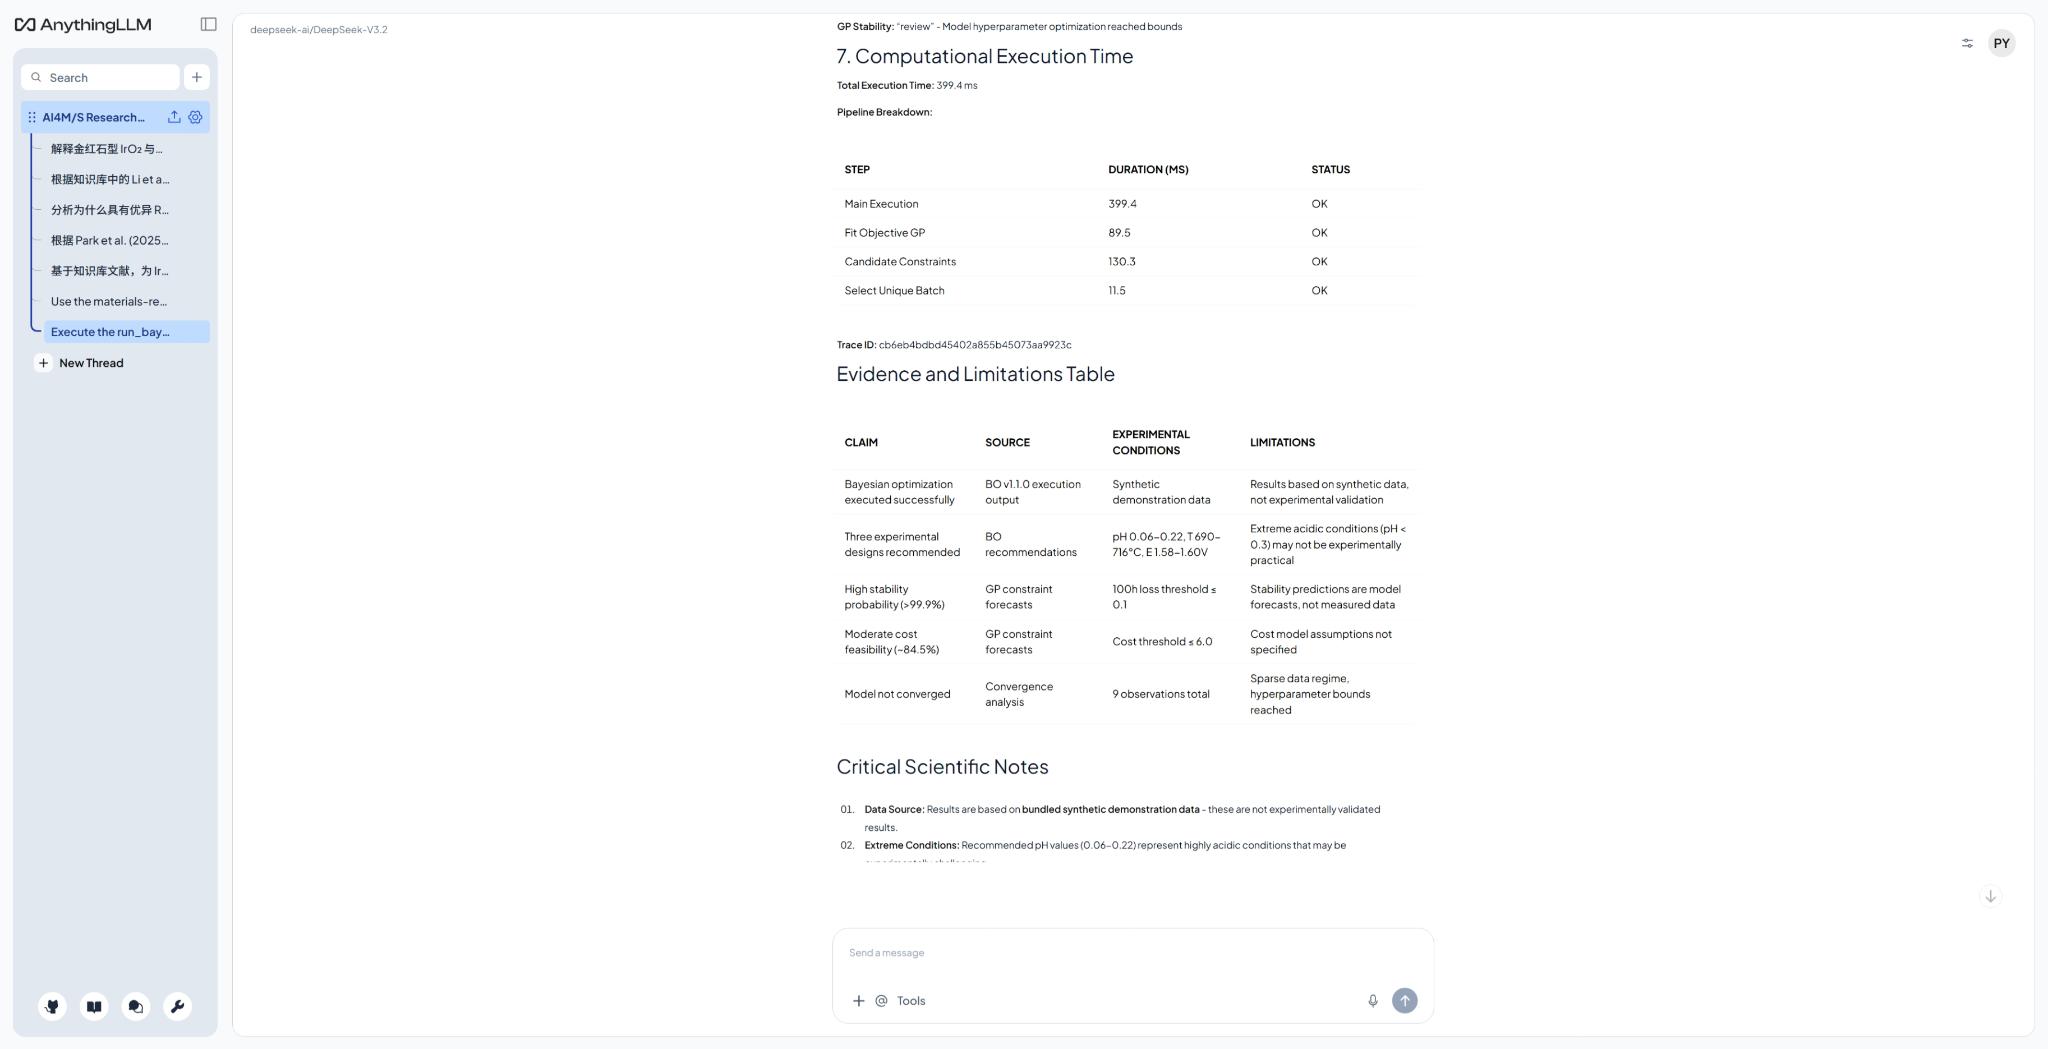 AnythingLLM
Search
AI4M/S Research...
解释金红石型 IrO₂ 与...
根据知识库中的 Li et a...
分析为什么具有优异 R...
根据 Park et al. (2025...
基于知识库文献，为 Ir...
Use the materials-re...
Execute the run_bay...
New Thread
deepseek-ai/DeepSeek-V3.2
PY
GP Stability: "review" - Model hyperparameter optimization reached bounds
7. Computational Execution Time
Total Execution Time: 399.4 ms
Pipeline Breakdown:
STEP DURATION (MS) STATUS
Main Execution 399.4 OK
Fit Objective GP 89.5 OK
Candidate Constraints 130.3 OK
Select Unique Batch 11.5 OK
Trace ID: cb6eb4bdbd45402a855b45073aa9923c
Evidence and Limitations Table
CLAIM SOURCE EXPERIMENTAL CONDITIONS LIMITATIONS
Bayesian optimization
executed successfully
BO v1.1.0 execution
output
Synthetic
demonstration data
Results based on synthetic data,
not experimental validation
Three experimental
designs recommended
BO
recommendations
pH 0.06–0.22, T 690–
716°C, E 1.58–1.60V
Extreme acidic conditions (pH <
0.3) may not be experimentally
practical
High stability
probability (>99.9%)
GP constraint
forecasts
100h loss threshold ≤
0.1
Stability predictions are model
forecasts, not measured data
Moderate cost
feasibility (~84.5%)
GP constraint
forecasts
Cost threshold ≤ 6.0
Cost model assumptions not
specified
Model not converged
Convergence
analysis
9 observations total
Sparse data regime,
hyperparameter bounds
reached
Critical Scientific Notes
01. Data Source: Results are based on bundled synthetic demonstration data - these are not experimentally validated
results.
02. Extreme Conditions: Recommended pH values (0.06–0.22) represent highly acidic conditions that may be
Send a message
Tools